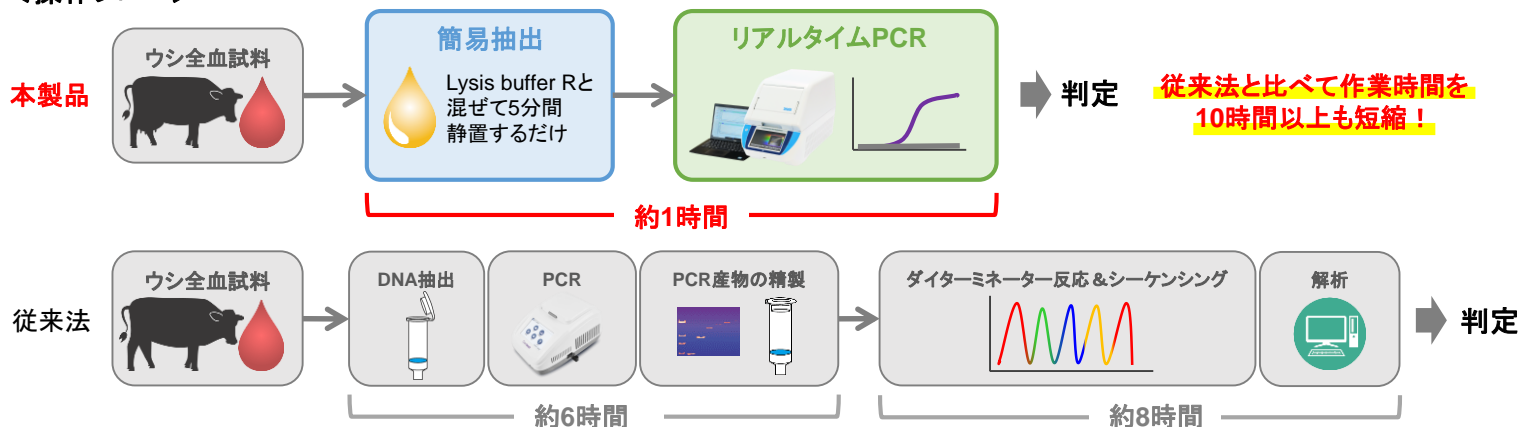 ウシ全血試料
本製品
簡易抽出
Lysis buffer Rと
混ぜて5分間
静置するだけ
リアルタイムPCR
判定
従来法と比べて作業時間を
10時間以上も短縮！
約1時間
従来法
ウシ全血試料
DNA抽出
PCR
PCR産物の精製
ダイターミネーター反応&シーケンシング
解析
判定
約6時間
約8時間